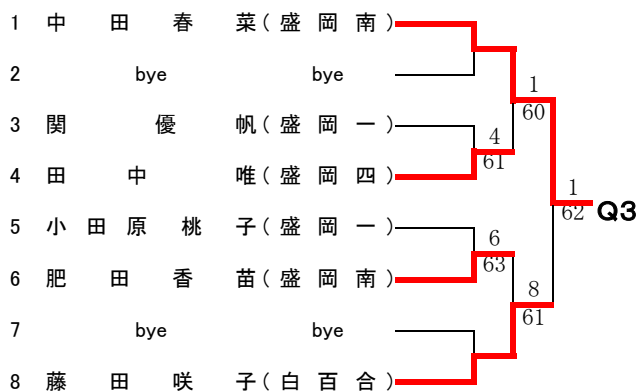 1 中田春菜(盛岡南)
2 bye bye
3 関優帆(盛岡一)
4 田中唯(盛岡四)
5 小田原桃子(盛岡一)
6 肥田香苗(盛岡南)
7 bye bye
8 藤田咲子(白百合)
4
61
6
63
1
60
8
61
1
62
Q3